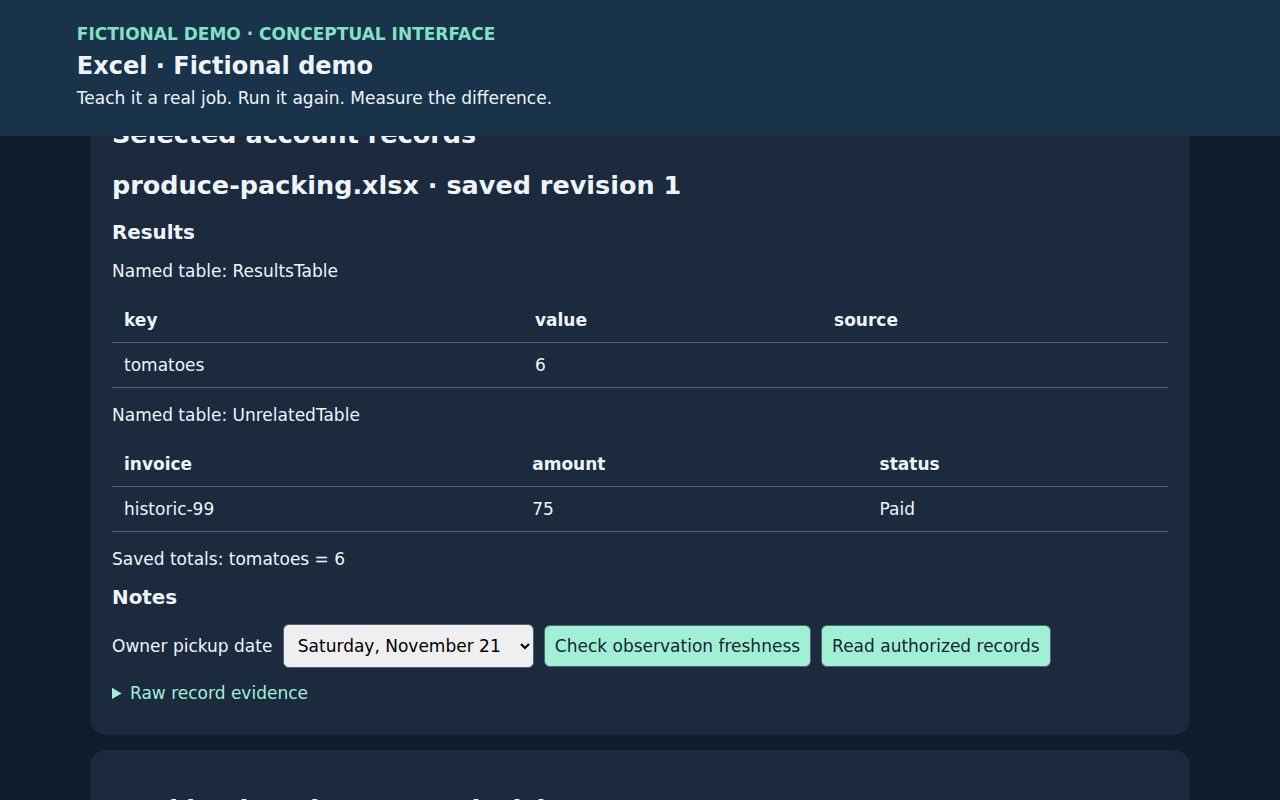 FICTIONAL DEMO · CONCEPTUAL INTERFACE
Excel · Fictional demo
Teach it a real job. Run it again. Measure the difference.
Selected account records
produce-packing.xlsx · saved revision 1
Results
Named table: ResultsTable
key value source
tomatoes 6
Named table: UnrelatedTable
invoice amount status
historic-99 75 Paid
Saved totals: tomatoes = 6
Notes
Owner pickup date Saturday, November 21 Check observation freshness Read authorized records
Raw record evidence